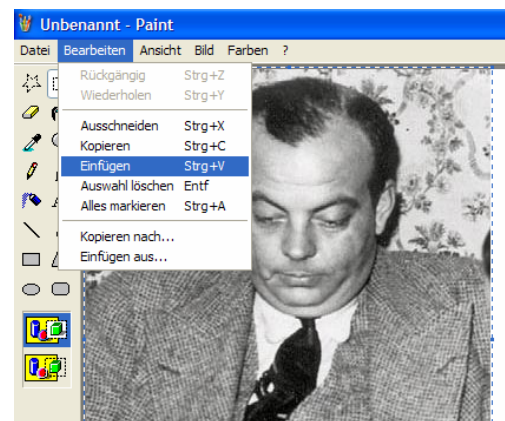 Unbenannt - Paint
Datei Bearbeiten Ansicht Bild Farben ?
Rückgängig Strg+Z
Wiederholen Strg+Y
Ausschneiden Strg+X
Kopieren Strg+C
Einfügen Strg+V
Auswahl löschen Entf
Alles markieren Strg+A
Kopieren nach...
Einfügen aus...